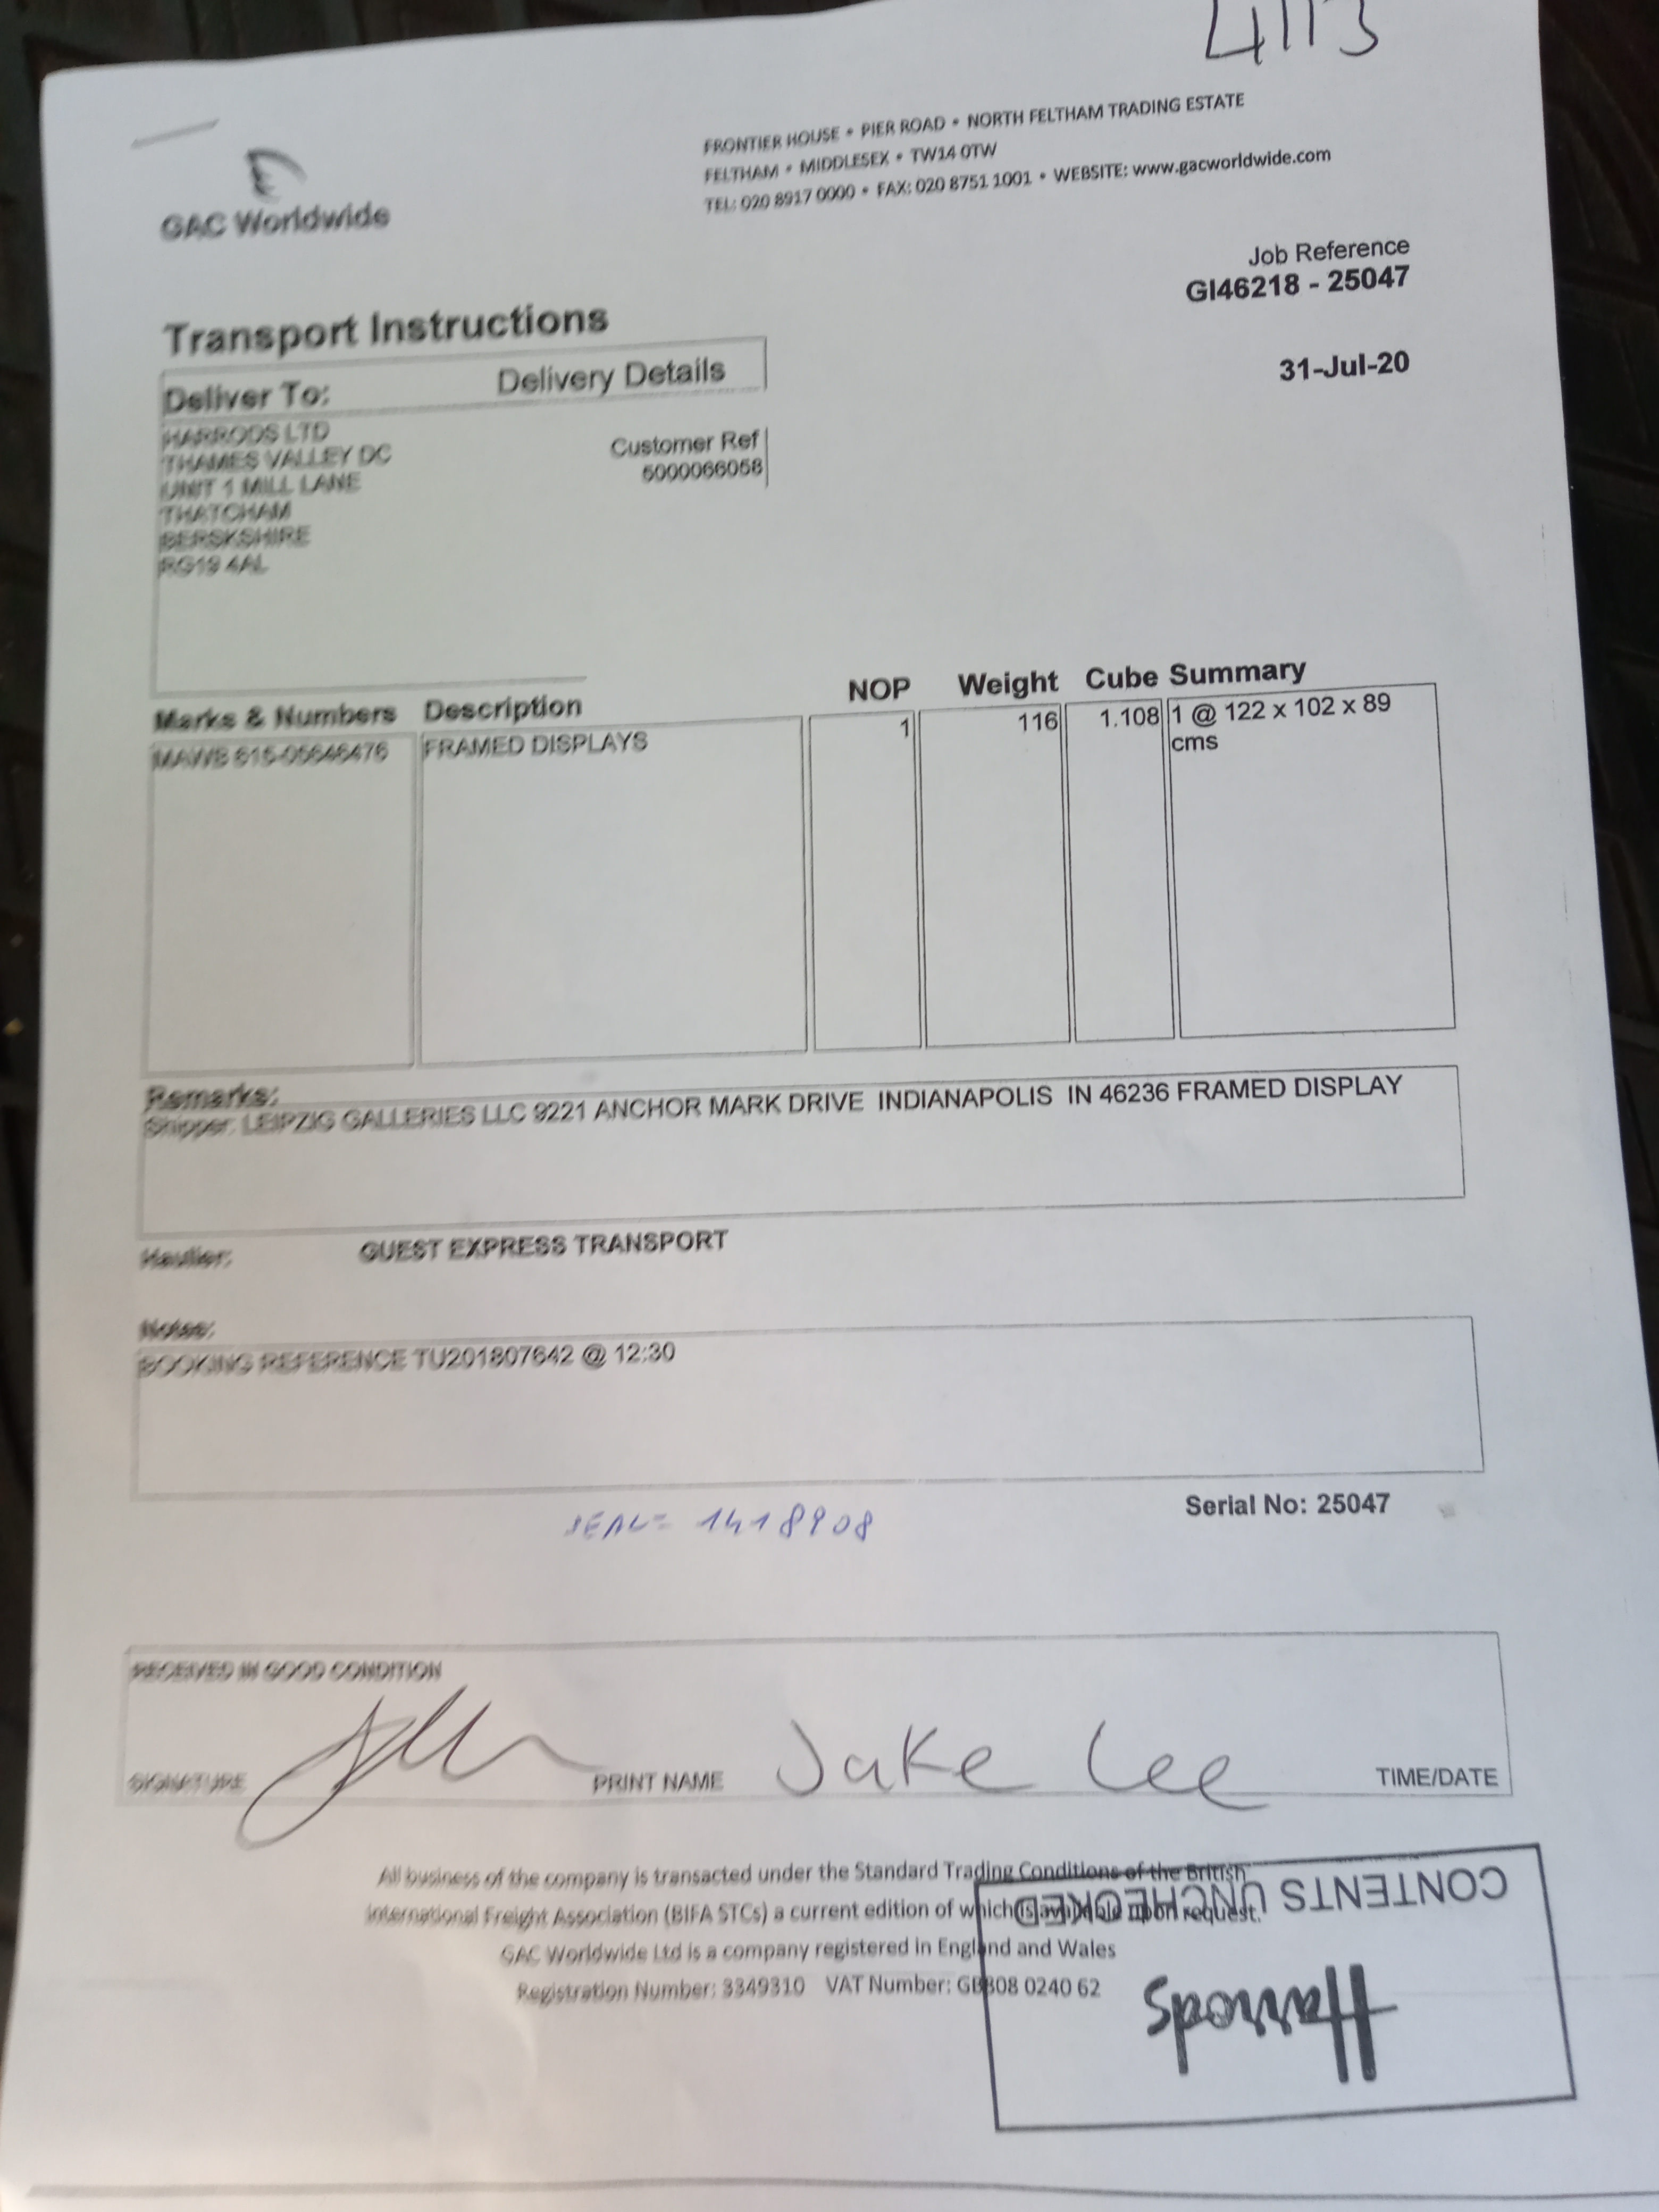 4113
GAC Worldwide
FRONTIER HOUSE • PIER ROAD • NORTH FELTHAM TRADING ESTATE
FELTHAM • MIDDLESEX • TW14 0TW
TEL: 020 8917 0000 • FAX: 020 8751 1001 • WEBSITE: www.gacworldwide.com
Job Reference
GI46218 - 25047
31-Jul-20
Transport Instructions
Deliver To: Delivery Details
HARRODS LTD
THAMES VALLEY DC
UNIT 1 MILL LANE
THATCHAM
BERSKSHIRE
RG19 4AL
Customer Ref
5000066058
Marks & Numbers Description NOP Weight Cube Summary
MAWB 615-05646476 FRAMED DISPLAYS 1 116 1.108 1 @ 122 x 102 x 89
cms
Remarks:
Shipper: LEIPZIG GALLERIES LLC 9221 ANCHOR MARK DRIVE INDIANAPOLIS IN 46236 FRAMED DISPLAY
Haulier: GUEST EXPRESS TRANSPORT
Notes:
BOOKING REFERENCE TU201807642 @ 12:30
SEAL= 1418908
Serial No: 25047
RECEIVED IN GOOD CONDITION
SIGNATURE PRINT NAME Jake Lee TIME/DATE
All business of the company is transacted under the Standard Trading Conditions of the British
International Freight Association (BIFA STCs) a current edition of which is available upon request.
GAC Worldwide Ltd is a company registered in England and Wales
Registration Number: 3349310 VAT Number: GB808 0240 62
Harrods
CONTENTS UNCHECKED